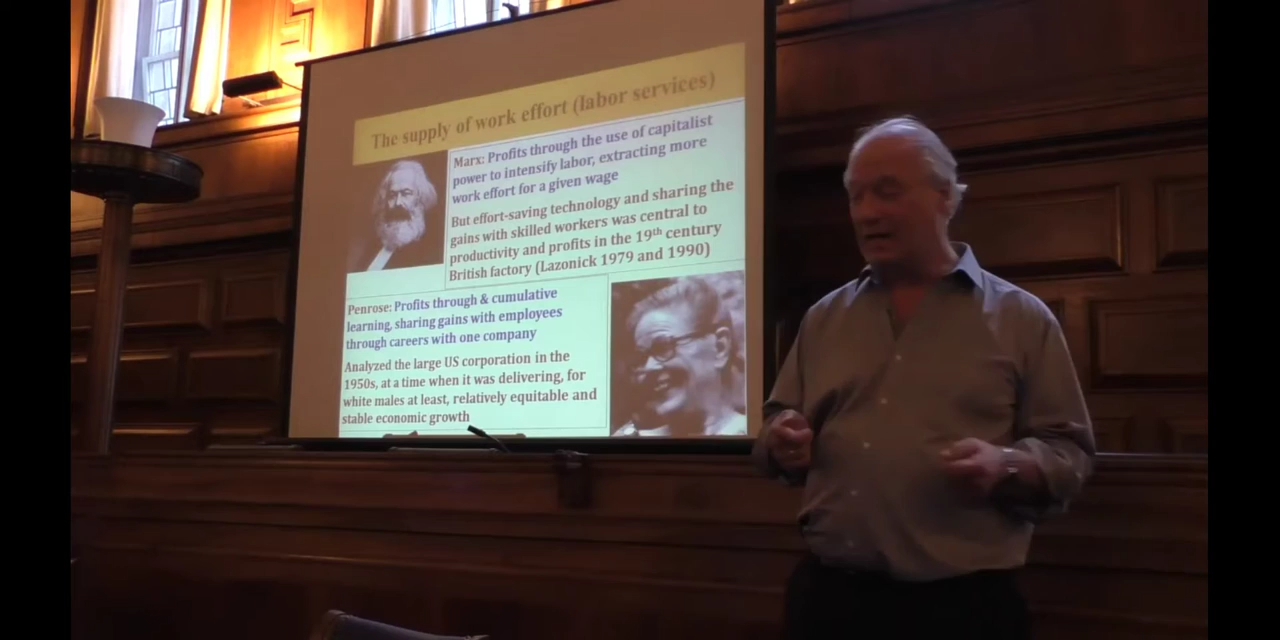 The supply of work effort (labor services)
Marx: Profits through the use of capitalist
power to intensify labor, extracting more
work effort for a given wage
But effort-saving technology and sharing the
gains with skilled workers was central to
productivity and profits in the 19th century
British factory (Lazonick 1979 and 1990)
Penrose: Profits through & cumulative
learning, sharing gains with employees
through careers with one company
Analyzed the large US corporation in the
1950s, at a time when it was delivering, for
white males at least, relatively equitable and
stable economic growth